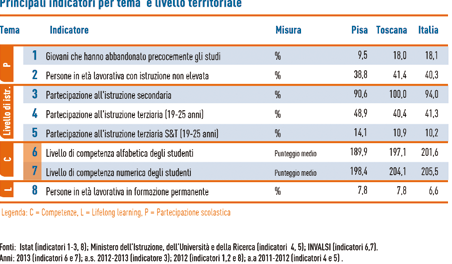 Principali indicatori per tema e livello territoriale
Tema Indicatore Misura Pisa Toscana Italia
P
1 Giovani che hanno abbandonato precocemente gli studi % 9,5 18,0 18,1
2 Persone in età lavorativa con istruzione non elevata % 38,8 41,4 40,3
Livello di istr.
3 Partecipazione all'istruzione secondaria % 90,6 100,0 94,0
4 Partecipazione all'istruzione terziaria (19-25 anni) % 48,9 40,4 41,3
5 Partecipazione all'istruzione terziaria S&T (19-25 anni) % 14,1 10,9 10,2
C
6 Livello di competenza alfabetica degli studenti Punteggio medio 189,9 197,1 201,6
7 Livello di competenza numerica degli studenti Punteggio medio 198,4 204,1 205,5
L
8 Persone in età lavorativa in formazione permanente % 7,8 7,8 6,6
Legenda: C = Competenze, L = Lifelong learning, P = Partecipazione scolastica
Fonti: Istat (indicatori 1-3, 8); Ministero dell'Istruzione, dell'Università e della Ricerca (indicatori 4, 5); INVALSI (indicatori 6,7).
Anni: 2013 (indicatori 6 e 7); a.s. 2012-2013 (indicatore 3); 2012 (indicatori 1,2 e 8); a.a 2011-2012 (indicatori 4 e 5) .